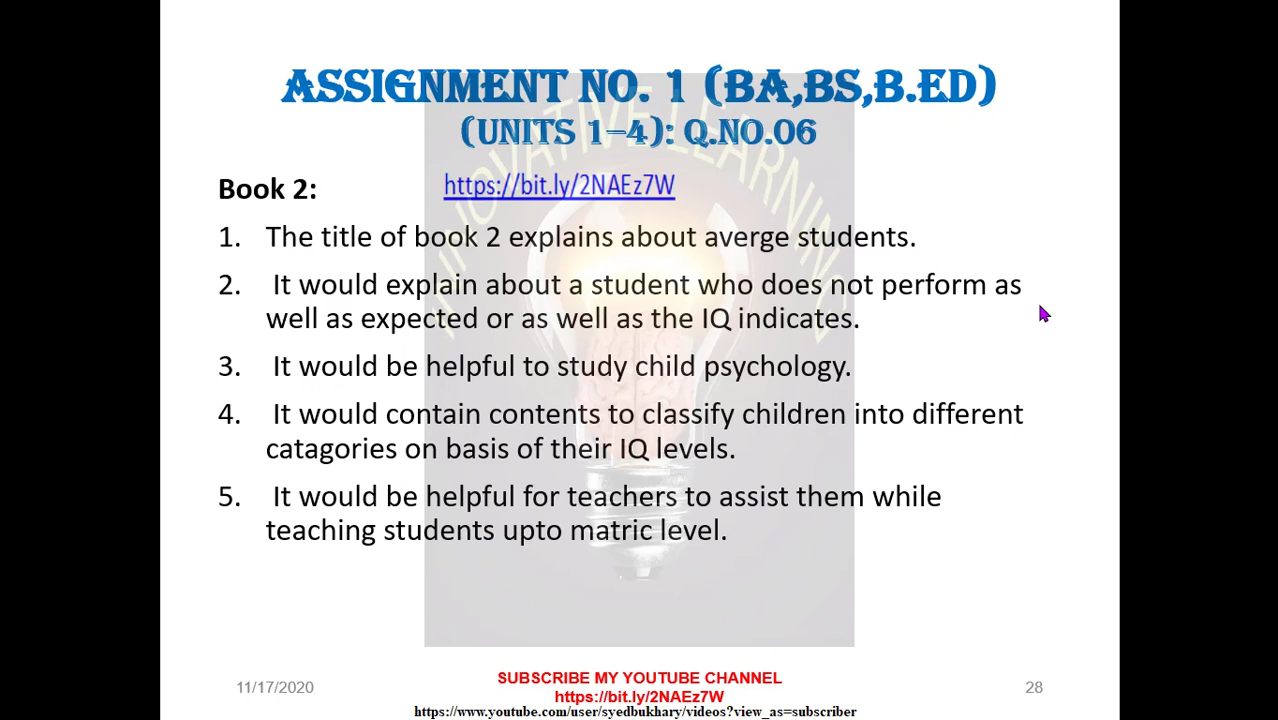 ASSIGNMENT NO. 1 (BA,BS,B.ED)
(UNITS 1–4): Q.NO.06
Book 2: https://bit.ly/2NAEz7W
1. The title of book 2 explains about averge students.
2. It would explain about a student who does not perform as
well as expected or as well as the IQ indicates.
3. It would be helpful to study child psychology.
4. It would contain contents to classify children into different
catagories on basis of their IQ levels.
5. It would be helpful for teachers to assist them while
teaching students upto matric level.
11/17/2020
SUBSCRIBE MY YOUTUBE CHANNEL
https://bit.ly/2NAEz7W
28
https://www.youtube.com/user/syedbukhary/videos?view_as=subscriber